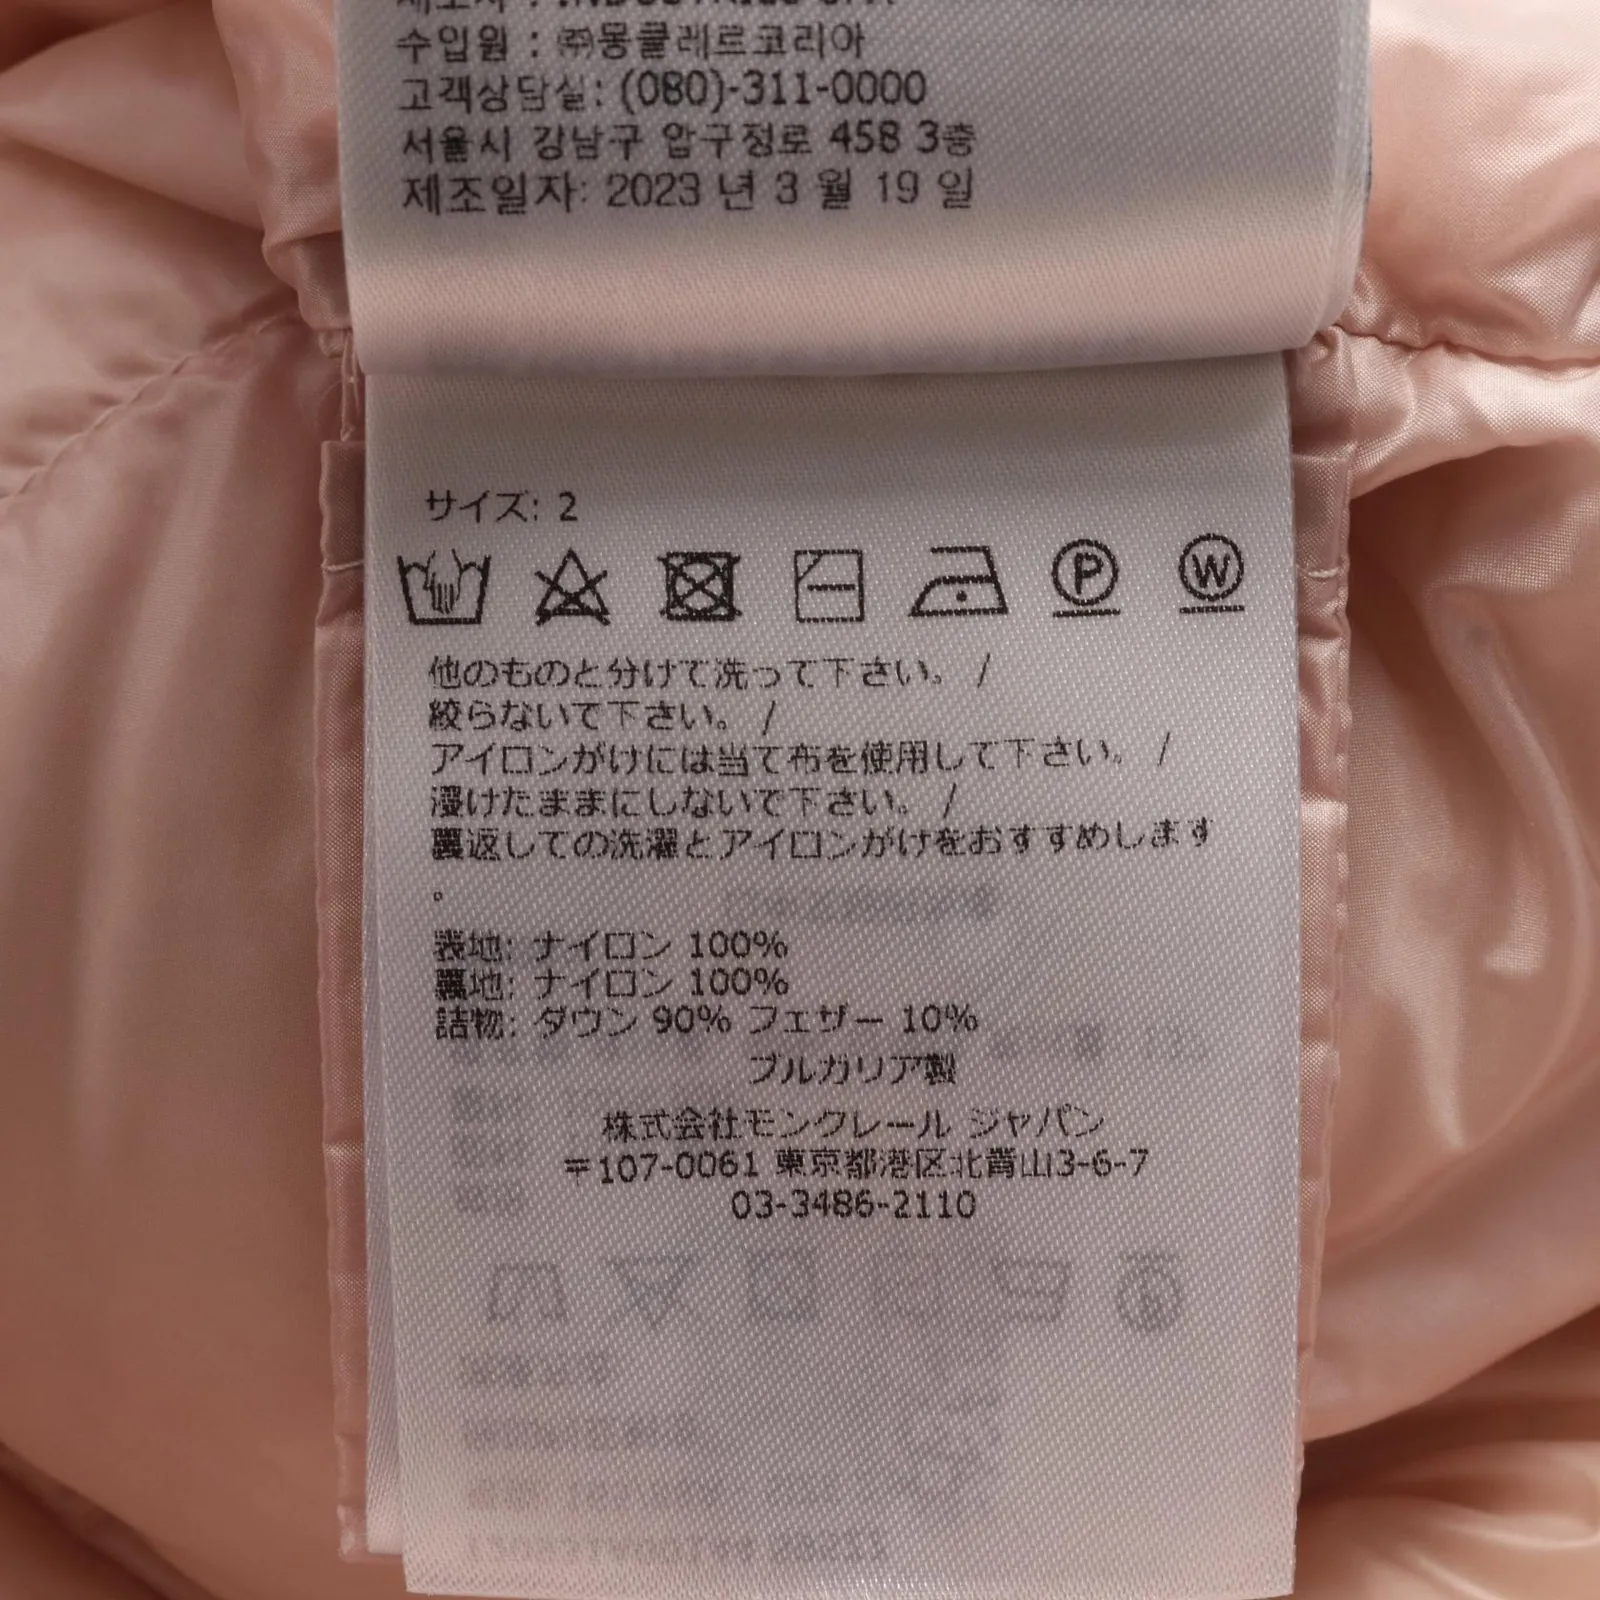 수입원 : ㈜몽클레르코리아
고객상담실: (080)-311-0000
서울시 강남구 압구정로 458 3층
제조일자: 2023 년 3 월 19 일
サイズ: 2
P
W
他のものと分けて洗って下さい。 /
絞らないで下さい。 /
アイロンがけには当て布を使用して下さい。 /
浸けたままにしないで下さい。 /
裏返しての洗濯とアイロンがけをおすすめします
。
表地: ナイロン 100%
裏地: ナイロン 100%
詰物: ダウン 90% フェザー 10%
ブルガリア製
株式会社モンクレール ジャパン
〒107-0061 東京都港区北青山3-6-7
03-3486-2110